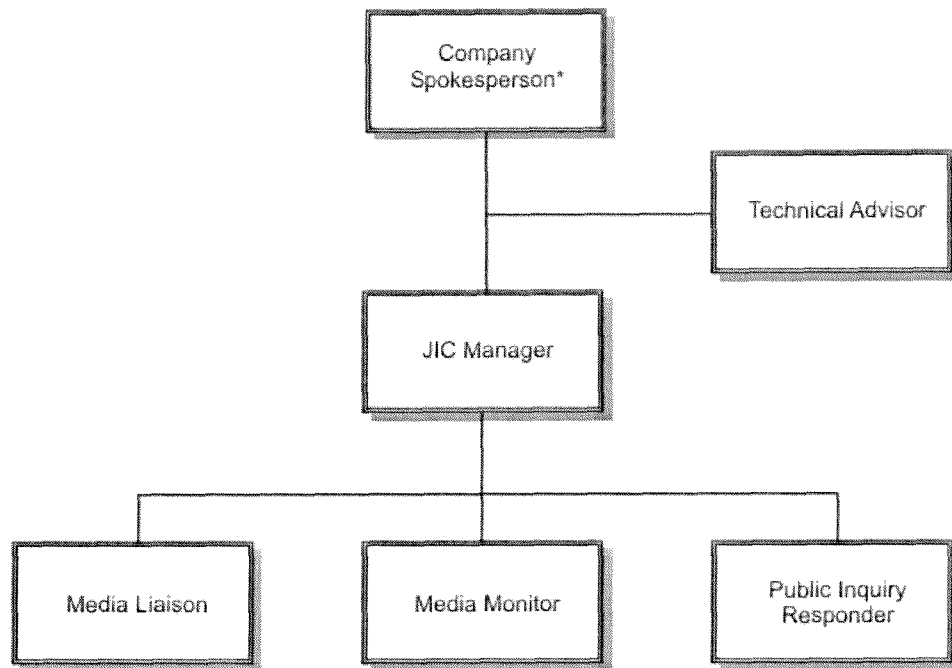 Company
Spokesperson*
Technical Advisor
JIC Manager
Media Liaison
Media Monitor
Public Inquiry
Responder